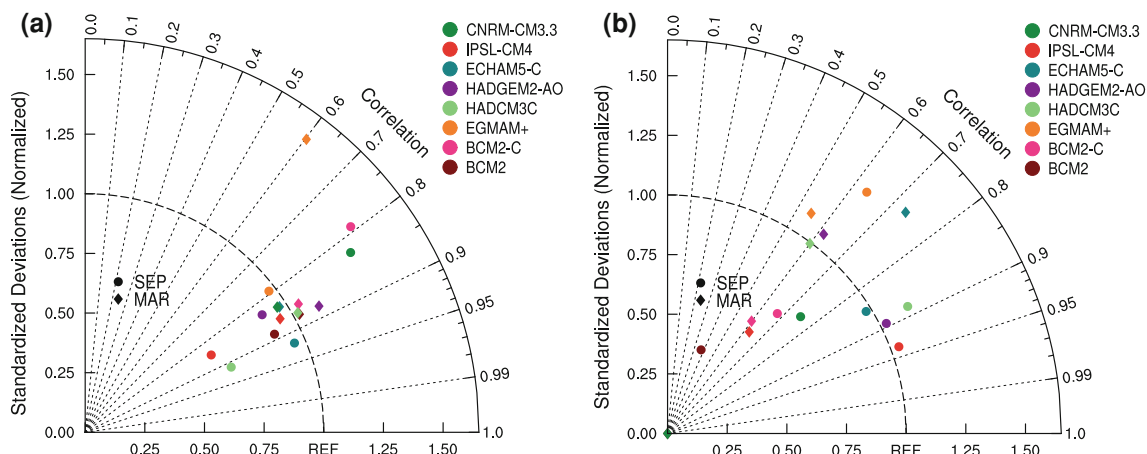 (a)
0.0
0.1
0.2
0.3
0.4
0.5
0.6
0.7
0.8
0.9
0.95
0.99
1.0
Correlation
Standardized Deviations (Normalized)
1.50
1.25
1.00
0.75
0.50
0.25
0.00
0.25
0.50
0.75
REF
1.25
1.50
SEP
MAR
CNRM-CM3.3
IPSL-CM4
ECHAM5-C
HADGEM2-AO
HADCM3C
EGMAM+
BCM2-C
BCM2
(b)
0.0
0.1
0.2
0.3
0.4
0.5
0.6
0.7
0.8
0.9
0.95
0.99
1.0
Correlation
Standardized Deviations (Normalized)
1.50
1.25
1.00
0.75
0.50
0.25
0.00
0.25
0.50
0.75
REF
1.25
1.50
SEP
MAR
CNRM-CM3.3
IPSL-CM4
ECHAM5-C
HADGEM2-AO
HADCM3C
EGMAM+
BCM2-C
BCM2